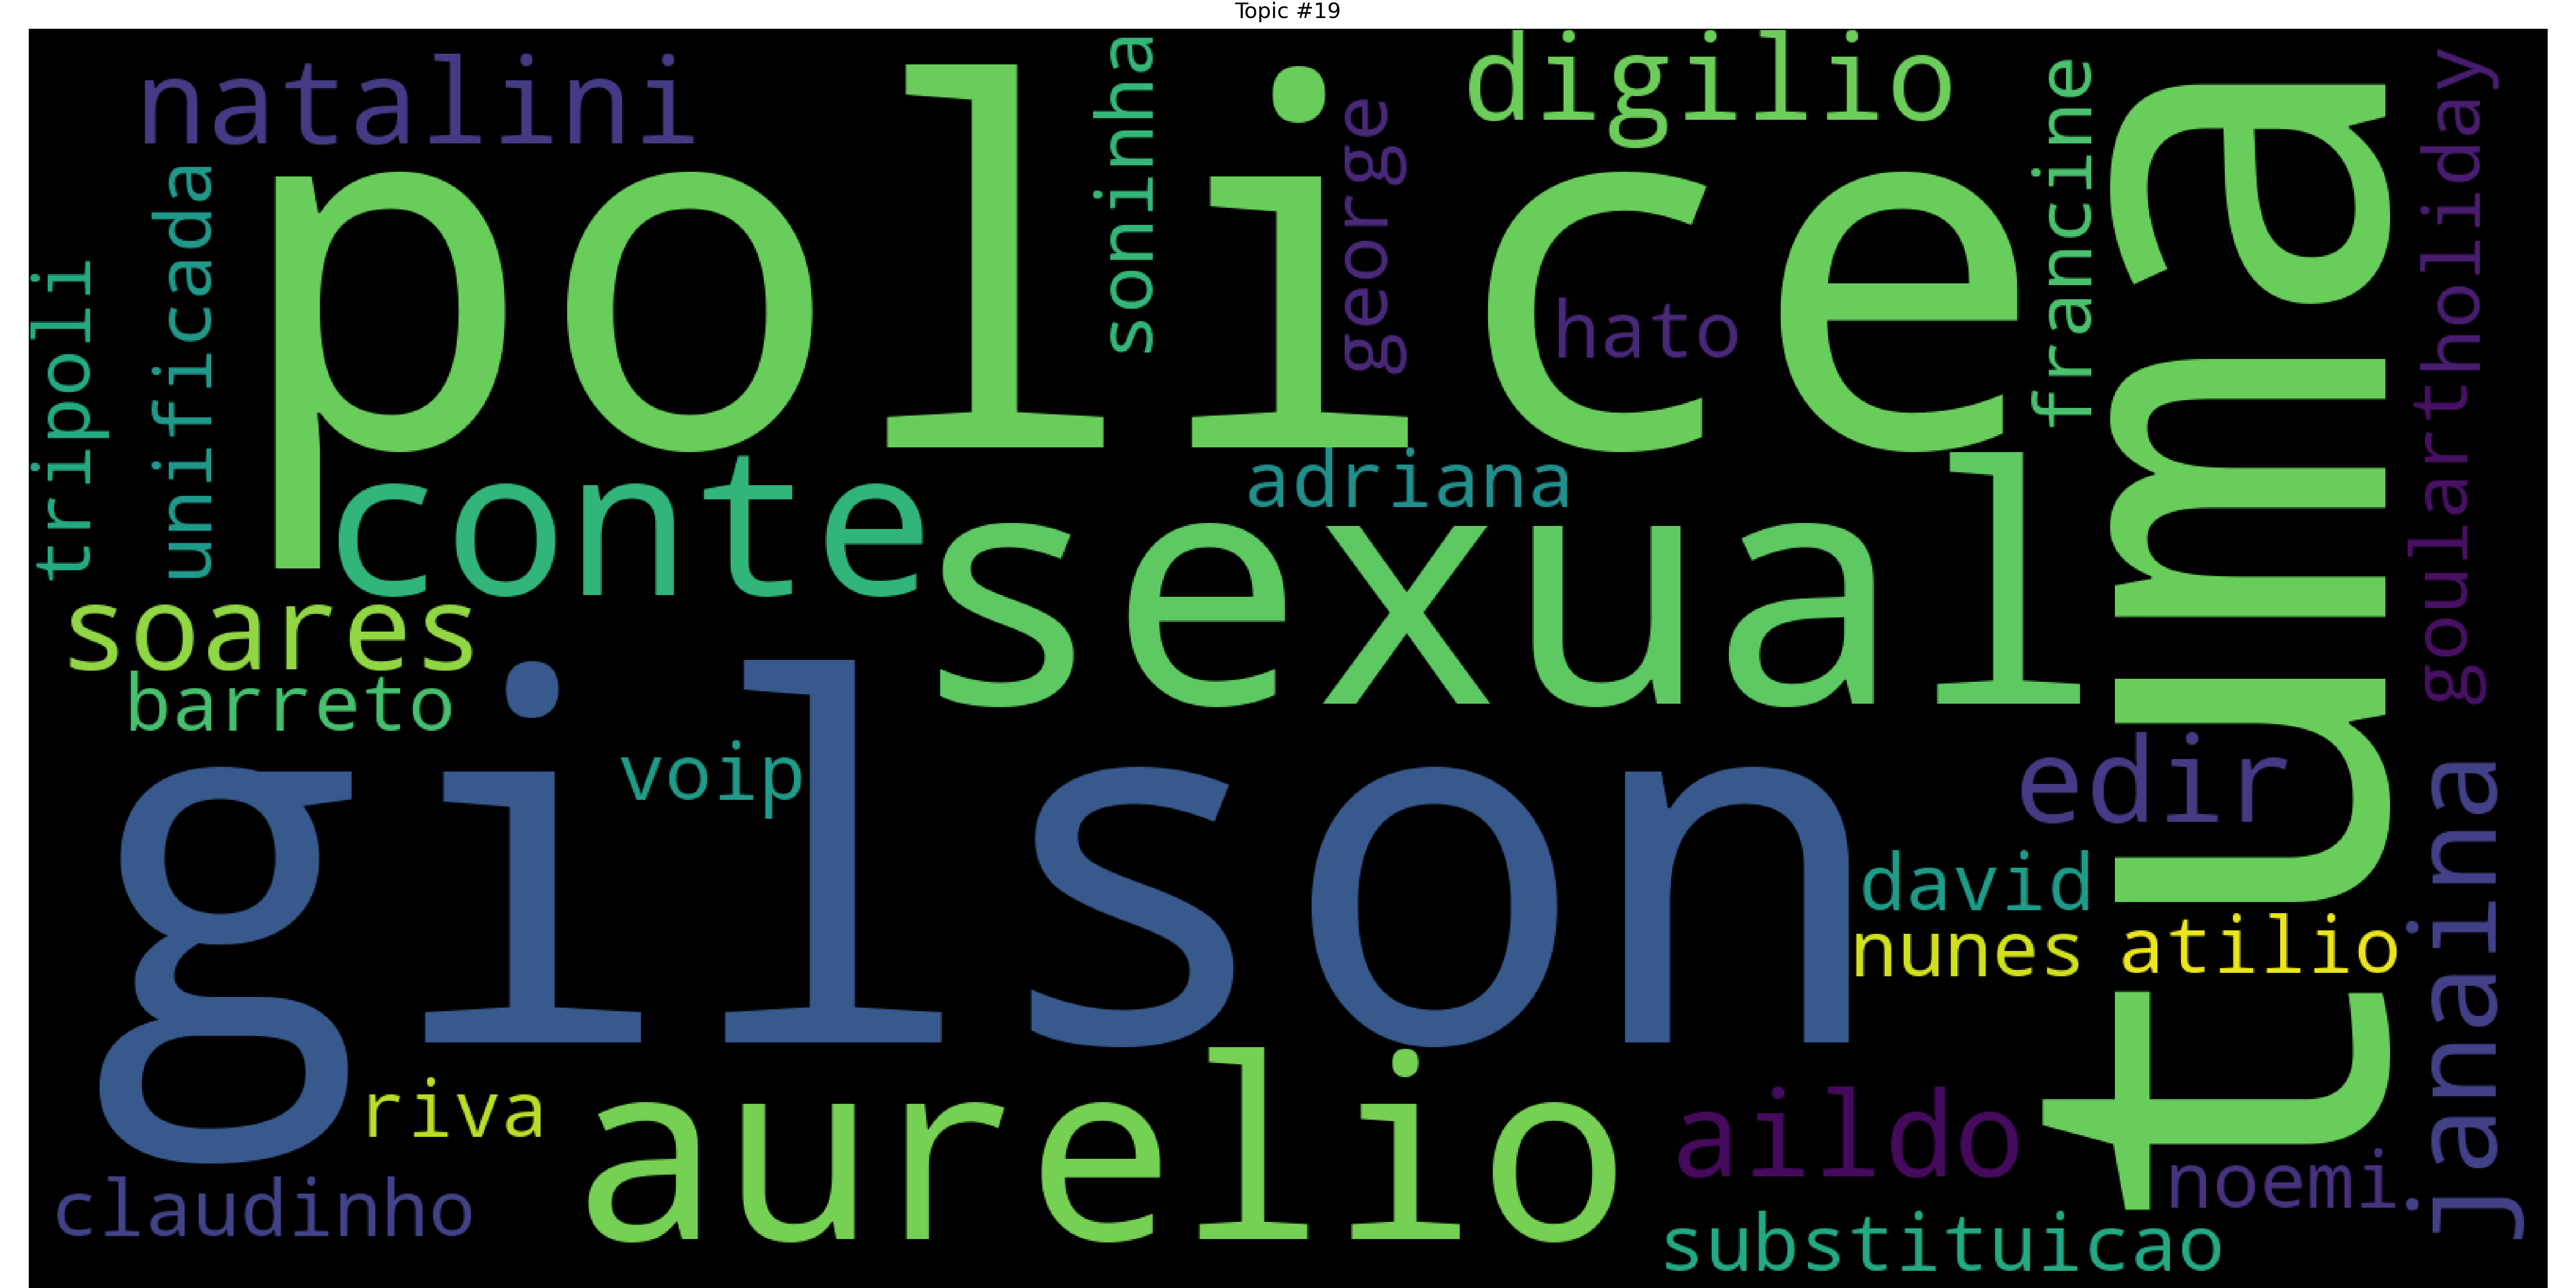 Topic #19
natalini
digilio
police
soninha
george
hato
francine
turma
goulartholiday
tripoli
unificada
conte
adriana
sexual
soares
barreto
voip
gilson
edir
david
nunes
atilio
janaina
riva
aurelio
aildo
noemi
claudinho
substituicao